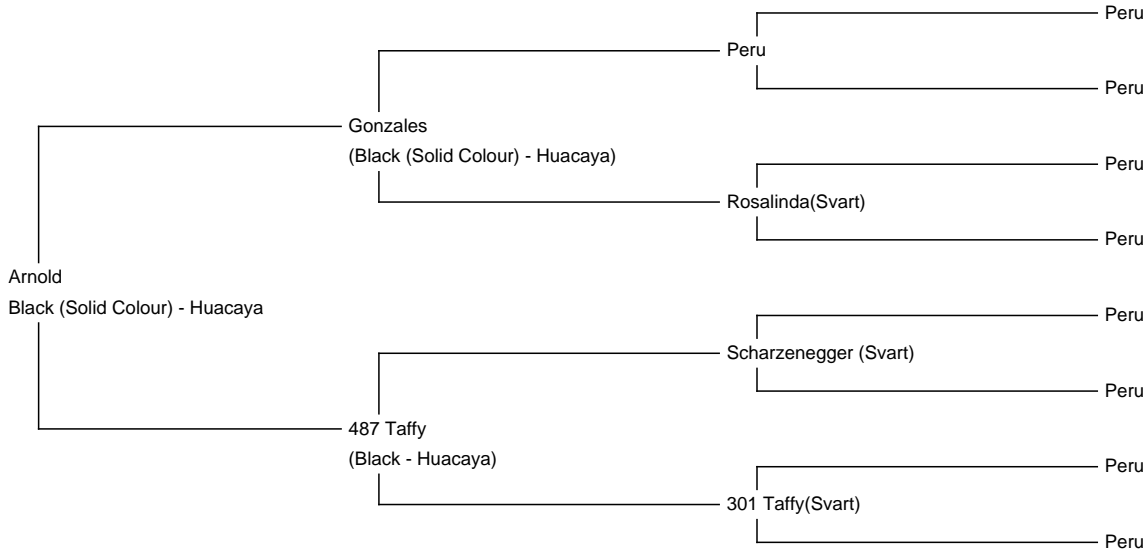 Peru
Peru
Peru
Gonzales
(Black (Solid Colour) - Huacaya)
Peru
Rosalinda(Svart)
Peru
Arnold
Black (Solid Colour) - Huacaya
Peru
Scharzenegger (Svart)
Peru
487 Taffy
(Black - Huacaya)
Peru
301 Taffy(Svart)
Peru